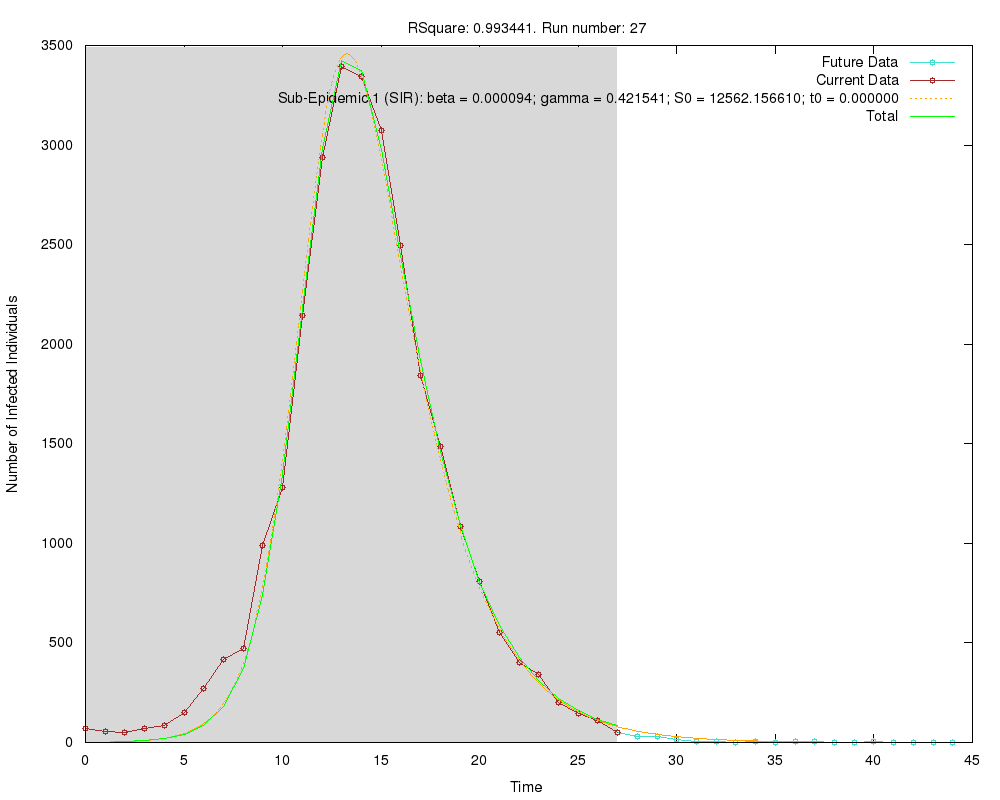 RSquare: 0.993441. Run number: 27
Future Data
Current Data
Sub-Epidemic 1 (SIR): beta = 0.000094; gamma = 0.421541; S0 = 12562.156610; t0 = 0.000000
Total
3500
3000
2500
2000
1500
1000
500
0
Number of Infected Individuals
0 5 10 15 20 25 30 35 40 45
Time